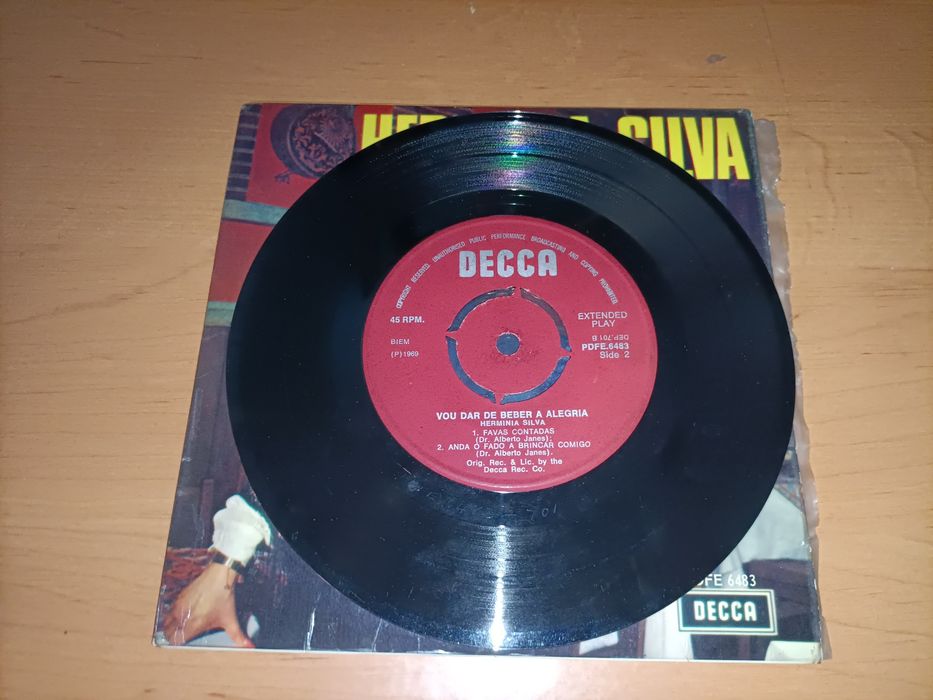 SILVA
COPYRIGHT RESERVED. UNAUTHORISED PUBLIC PERFORMANCE BROADCASTING AND COPYING PROHIBITED.
DECCA
45 RPM.
BIEM
(P) 1969
EXTENDED
PLAY
DEP.701 B
PDFE.6483
Side 2
VOU DAR DE BEBER A ALEGRIA
HERMINIA SILVA
1. FAVAS CONTADAS
(Dr. Alberto Janes);
2. ANDA Ó FADO A BRINCAR COMIGO
(Dr. Alberto Janes).
Orig. Rec. & Lic. by the
Decca Rec. Co.
701
DFE 6483
DECCA